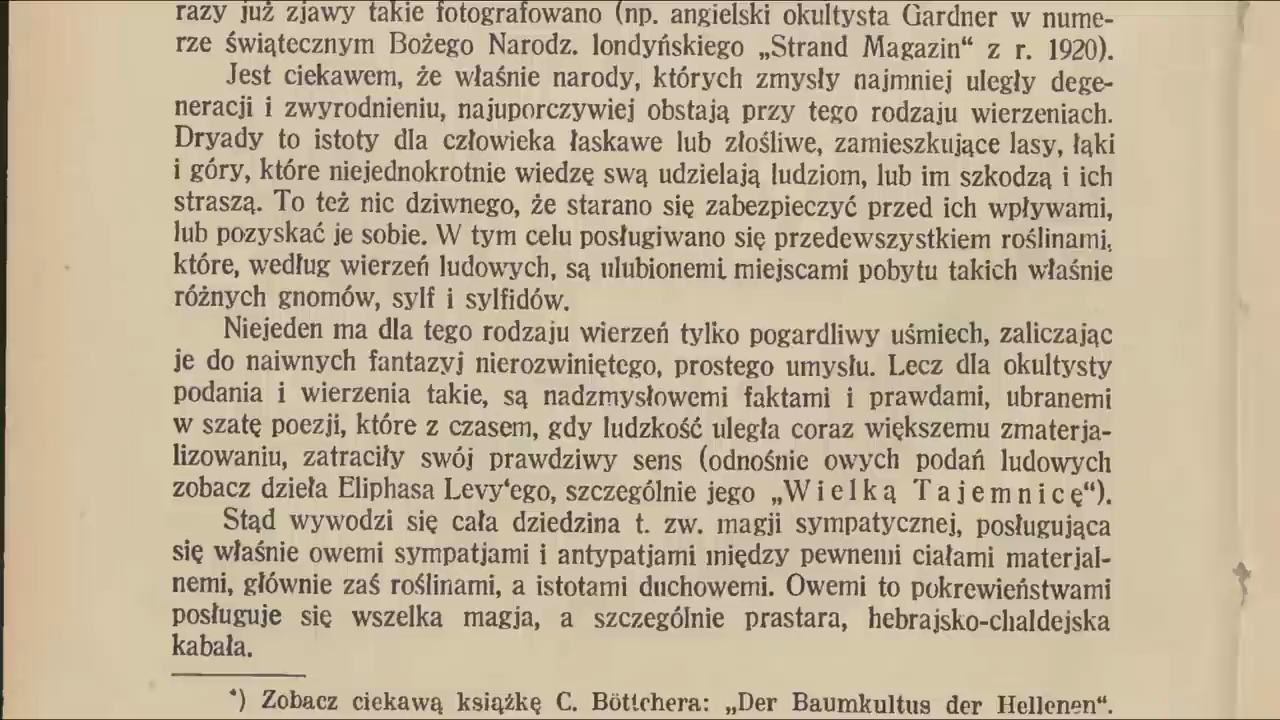 razy już zjawy takie fotografowano (np. angielski okultysta Gardner w nume-
rze świątecznym Bożego Narodz. londyńskiego „Strand Magazin“ z r. 1920).
Jest ciekawem, że właśnie narody, których zmysły najmniej uległy dege-
neracji i zwyrodnieniu, najuporczywiej obstają przy tego rodzaju wierzeniach.
Dryady to istoty dla człowieka łaskawe lub złośliwe, zamieszkujące lasy, łąki
i góry, które niejednokrotnie wiedzę swą udzielają ludziom, lub im szkodzą i ich
straszą. To też nic dziwnego, że starano się zabezpieczyć przed ich wpływami,
lub pozyskać je sobie. W tym celu posługiwano się przedewszystkiem roślinami,
które, według wierzeń ludowych, są ulubionemi miejscami pobytu takich właśnie
różnych gnomów, sylf i sylfidów.
Niejeden ma dla tego rodzaju wierzeń tylko pogardliwy uśmiech, zaliczając
je do naiwnych fantazyj nierozwiniętego, prostego umysłu. Lecz dla okultysty
podania i wierzenia takie, są nadzmysłowemi faktami i prawdami, ubranemi
w szatę poezji, które z czasem, gdy ludzkość uległa coraz większemu zmaterja-
lizowaniu, zatraciły swój prawdziwy sens (odnośnie owych podań ludowych
zobacz dzieła Eliphasa Levy‘ego, szczególnie jego „Wielką Tajemnicę“).
Stąd wywodzi się cała dziedzina t. zw. magji sympatycznej, posługująca
się właśnie owemi sympatjami i antypatjami między pewnemi ciałami materjal-
nemi, głównie zaś roślinami, a istotami duchowemi. Owemi to pokrewieństwami
posługuje się wszelka magja, a szczególnie prastara, hebrajsko-chaldejska
kabała.
*) Zobacz ciekawą książkę C. Böttchera: „Der Baumkultus der Hellenen“.